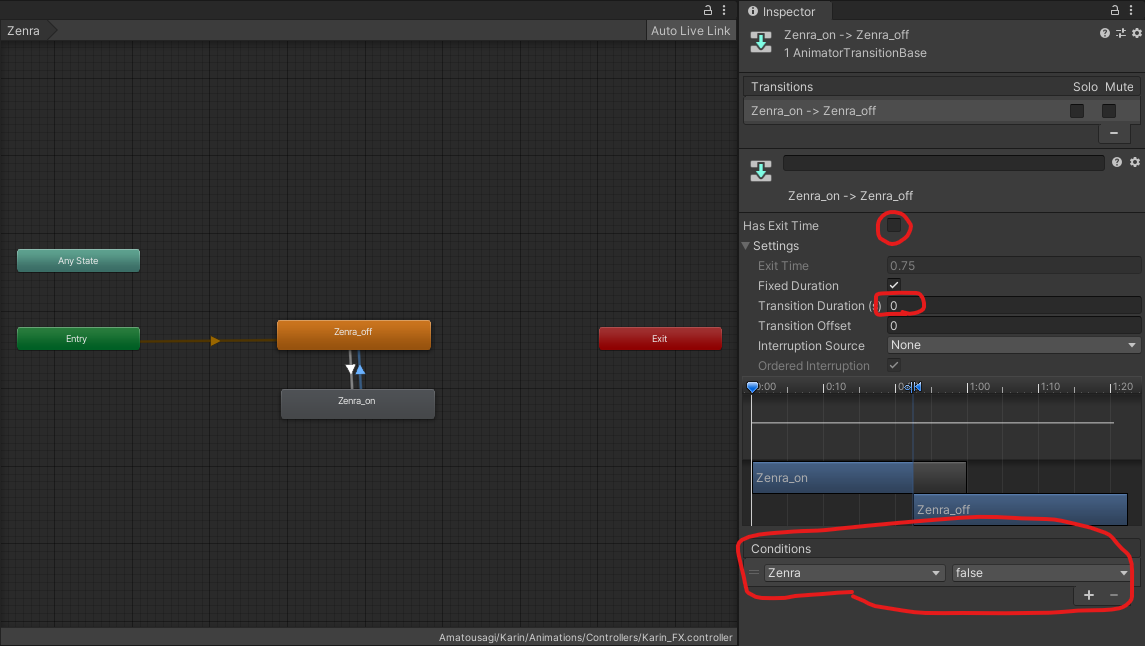 Zenra
Auto Live Link
Any State
Entry
Zenra_off
Exit
Zenra_on
Amatousagi/Karin/Animations/Controllers/Karin_FX.controller
Inspector
Zenra_on -> Zenra_off
1 AnimatorTransitionBase
Transitions Solo Mute
Zenra_on -> Zenra_off
Zenra_on -> Zenra_off
Has Exit Time
Settings
Exit Time 0.75
Fixed Duration
Transition Duration (s) 0
Transition Offset 0
Interruption Source None
Ordered Interruption
0:00 0:10 1:00 1:10 1:20
Zenra_on
Zenra_off
Conditions
Zenra false